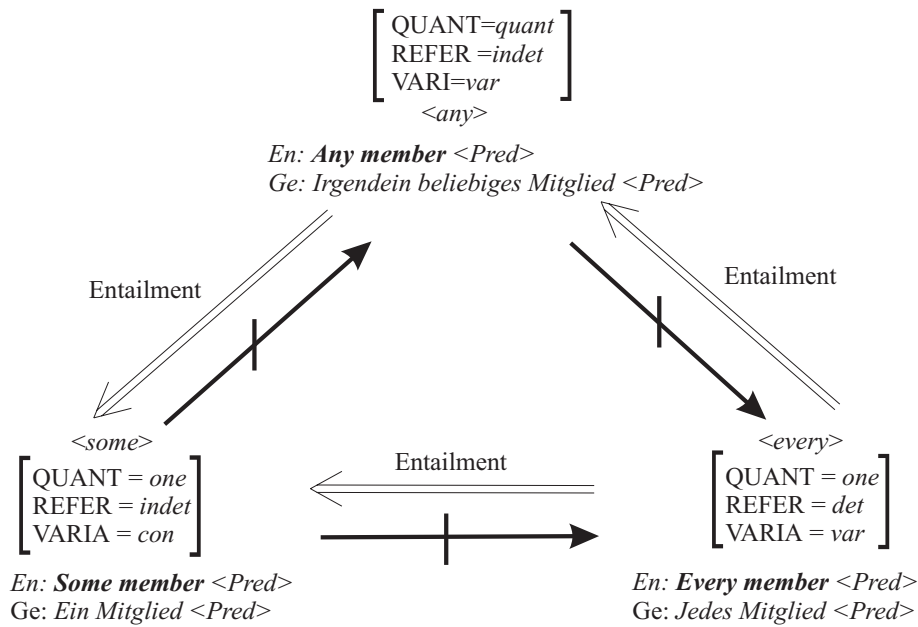 QUANT=quant
REFER =indet
VARI=var
<any>
En: Any member <Pred>
Ge: Irgendein beliebiges Mitglied <Pred>
Entailment
Entailment
<some>
QUANT = one
REFER = indet
VARIA = con
En: Some member <Pred>
Ge: Ein Mitglied <Pred>
Entailment
<every>
QUANT = one
REFER = det
VARIA = var
En: Every member <Pred>
Ge: Jedes Mitglied <Pred>